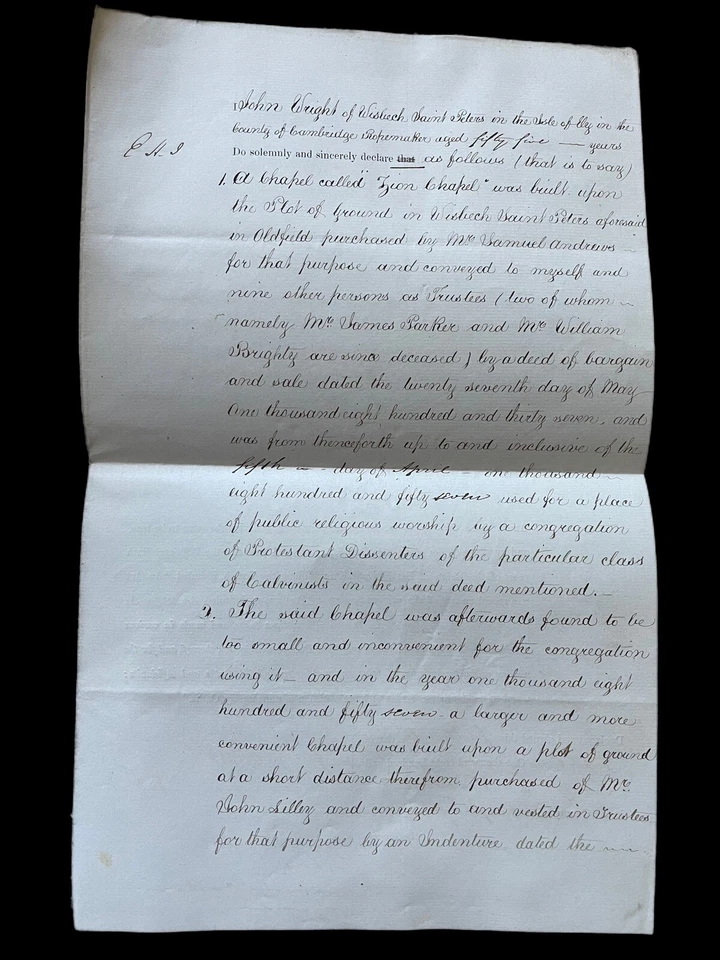 I John Wright of Wisbech Saint Peters in the Isle of Ely in the
County of Cambridge Ropemaker aged fifty five — years
Do solemnly and sincerely declare that as follows (that is to say)
1. A Chapel called "Zion Chapel" was built upon
the Plot of ground in Wisbech Saint Peters aforesaid
in Oldfield purchased by Mr. Samuel Andrews —
for that purpose and conveyed to myself and
nine other persons as Trustees (two of whom —
namely Mr. James Parker and Mr. William
Brighty are since deceased) by a deed of bargain
and sale dated the twenty seventh day of May
One thousand eight hundred and thirty seven, and
was from thenceforth up to and inclusive of the
fifth — day of April — one thousand —
eight hundred and fifty seven used for a place
of public religious worship by a congregation
of Protestant Dissenters of the particular class
of Calvinists in the said deed mentioned. —
2. The said Chapel was afterwards found to be
too small and inconvenient for the congregation
using it — and in the year one thousand eight
hundred and fifty seven a larger and more
convenient Chapel was built upon a plot of ground
at a short distance therefrom purchased of Mr.
John Lilley and conveyed to and vested in Trustees
for that purpose by an Indenture dated the —